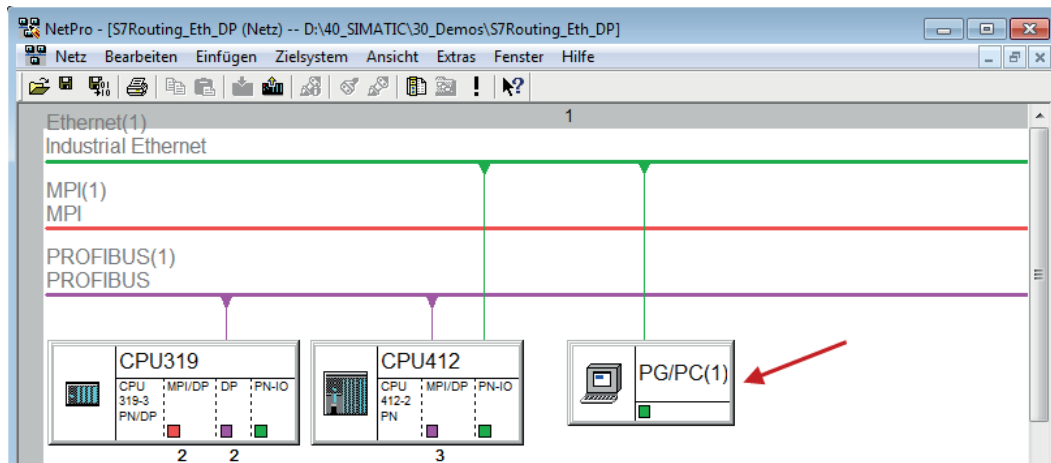 NetPro - [S7Routing_Eth_DP (Netz) -- D:\40_SIMATIC\30_Demos\S7Routing_Eth_DP]
Netz Bearbeiten Einfügen Zielsystem Ansicht Extras Fenster Hilfe
1
Ethernet(1)
Industrial Ethernet
MPI(1)
MPI
PROFIBUS(1)
PROFIBUS
CPU319
CPU 319-3 PN/DP
MPI/DP
DP
PN-IO
2 2
CPU412
CPU 412-2 PN
MPI/DP
PN-IO
3
PG/PC(1)